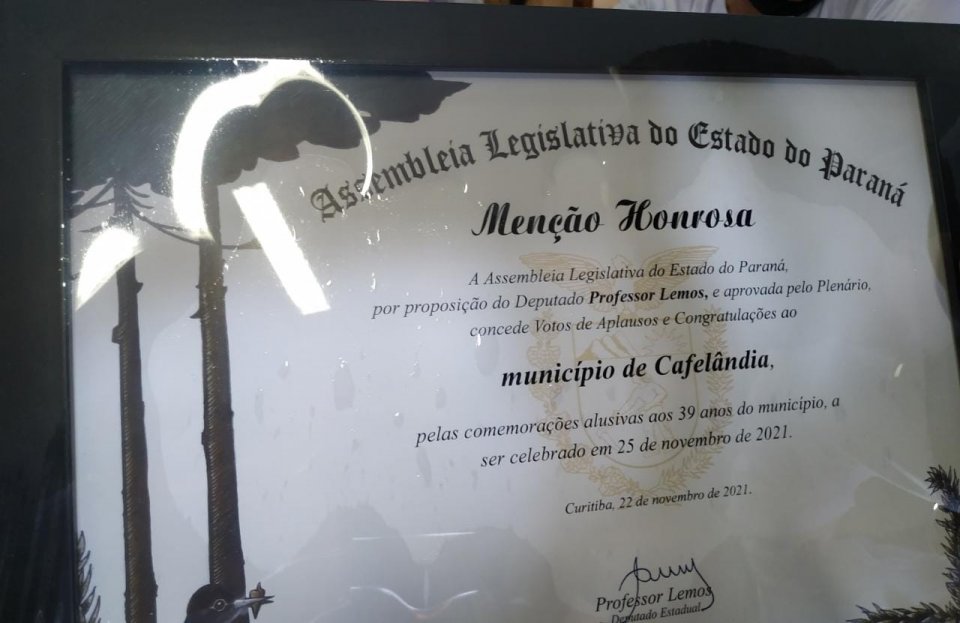 Assembleia Legislativa do Estado do Paraná
Menção Honrosa
A Assembleia Legislativa do Estado do Paraná,
por proposição do Deputado Professor Lemos, e aprovada pelo Plenário,
concede Votos de Aplausos e Congratulações ao
município de Cafelândia,
pelas comemorações alusivas aos 39 anos do município, a
ser celebrado em 25 de novembro de 2021.
Curitiba, 22 de novembro de 2021.
Professor Lemos
Deputado Estadual